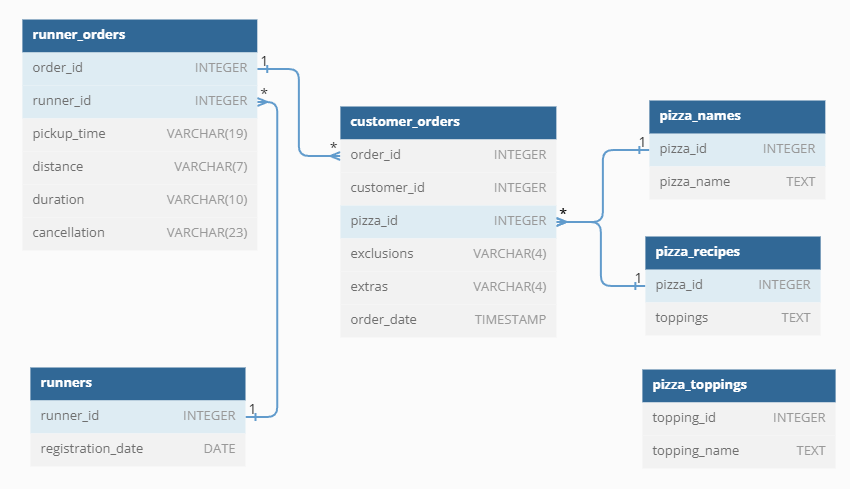 runner_orders
order_id INTEGER 1
runner_id INTEGER *
pickup_time VARCHAR(19)
distance VARCHAR(7)
duration VARCHAR(10)
cancellation VARCHAR(23)
customer_orders
* order_id INTEGER
customer_id INTEGER
pizza_id INTEGER *
exclusions VARCHAR(4)
extras VARCHAR(4)
order_date TIMESTAMP
pizza_names
1 pizza_id INTEGER
pizza_name TEXT
pizza_recipes
1 pizza_id INTEGER
toppings TEXT
runners
runner_id INTEGER 1
registration_date DATE
pizza_toppings
topping_id INTEGER
topping_name TEXT